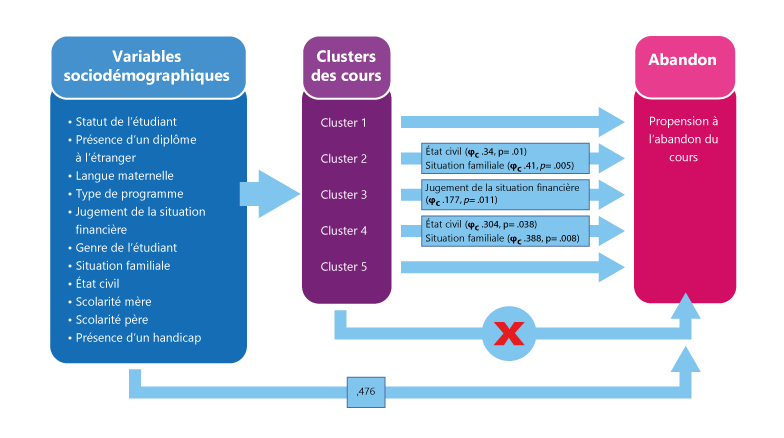 Variables
sociodémographiques
• Statut de l'étudiant
• Présence d'un diplôme
à l'étranger
• Langue maternelle
• Type de programme
• Jugement de la situation
financière
• Genre de l'étudiant
• Situation familiale
• État civil
• Scolarité mère
• Scolarité père
• Présence d'un handicap
Clusters
des cours
Cluster 1
Cluster 2
Cluster 3
Cluster 4
Cluster 5
État civil (φc .34, p= .01)
Situation familiale (φc .41, p= .005)
Jugement de la situation financière
(φc .177, p= .011)
État civil (φc .304, p= .038)
Situation familiale (φc .388, p= .008)
Abandon
Propension à
l'abandon du
cours
X
,476